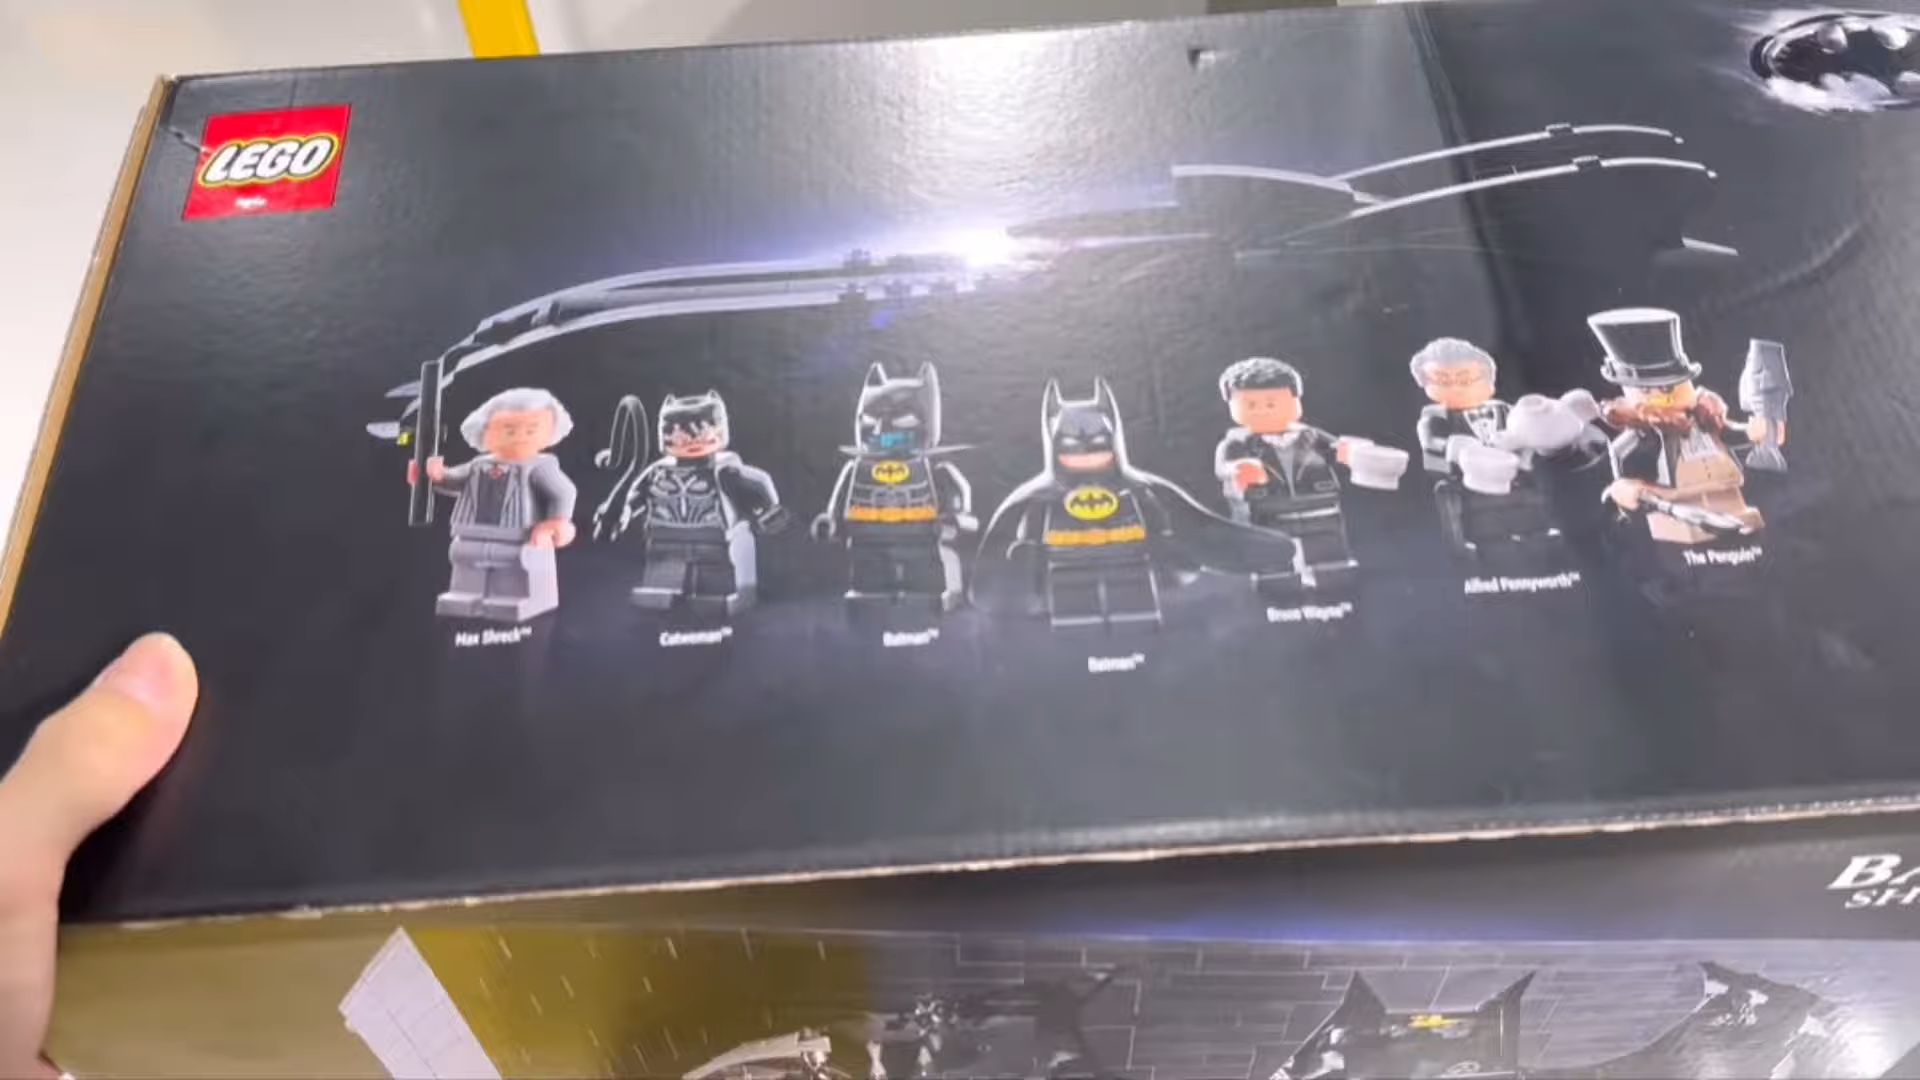 LEGO
Max Shreck™
Catwoman™
Batman™
Batman™
Bruce Wayne™
Alfred Pennyworth™
The Penguin™